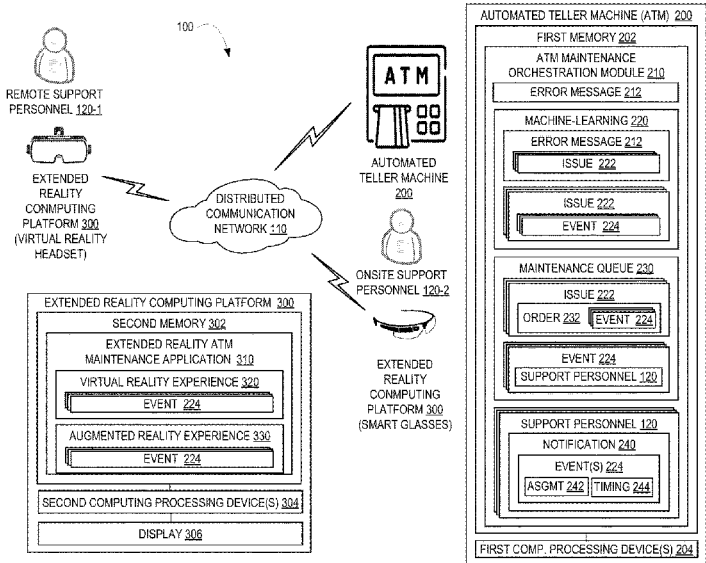 100
REMOTE SUPPORT
PERSONNEL 120-1
EXTENDED
REALITY
CONMPUTING
PLATFORM 300
(VIRTUAL REALITY
HEADSET)
DISTRIBUTED
COMMUNICATION
NETWORK 110
ATM
AUTOMATED
TELLER MACHINE
200
ONSITE SUPPORT
PERSONNEL 120-2
EXTENDED
REALITY
CONMPUTING
PLATFORM 300
(SMART GLASSES)
EXTENDED REALITY COMPUTING PLATFORM 300
SECOND MEMORY 302
EXTENDED REALITY ATM
MAINTENANCE APPLICATION 310
VIRTUAL REALITY EXPERIENCE 320
EVENT 224
AUGMENTED REALITY EXPERIENCE 330
EVENT 224
SECOND COMPUTING PROCESSING DEVICE(S) 304
DISPLAY 306
AUTOMATED TELLER MACHINE (ATM) 200
FIRST MEMORY 202
ATM MAINTENANCE
ORCHESTRATION MODULE 210
ERROR MESSAGE 212
MACHINE-LEARNING 220
ERROR MESSAGE 212
ISSUE 222
ISSUE 222
EVENT 224
MAINTENANCE QUEUE 230
ISSUE 222
ORDER 232 EVENT 224
EVENT 224
SUPPORT PERSONNEL 120
SUPPORT PERSONNEL 120
NOTIFICATION 240
EVENT(S) 224
ASGMT 242 TIMING 244
FIRST COMP. PROCESSING DEVICE(S) 204